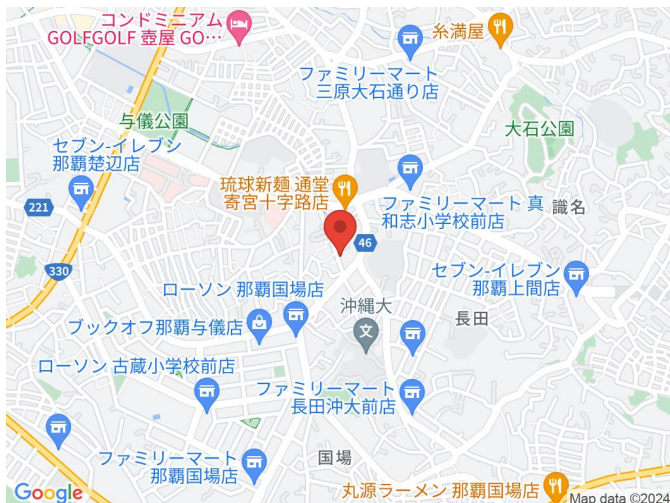 コンドミニアム
GOLFGOLF 壺屋 GO…
糸満屋
ファミリーマート
三原大石通り店
与儀公園
大石公園
セブン-イレブン
那覇楚辺店
琉球新麺 通堂
寄宮十字路店
ファミリーマート 真
和志小学校前店
識名
221
46
330
セブン-イレブン
那覇上間店
ローソン 那覇国場店
沖縄大
文
長田
ブックオフ那覇与儀店
ローソン 古蔵小学校前店
ファミリーマート
長田沖大前店
ファミリーマート
那覇国場店
国場
丸源ラーメン 那覇国場店
Google
Map data ©2024